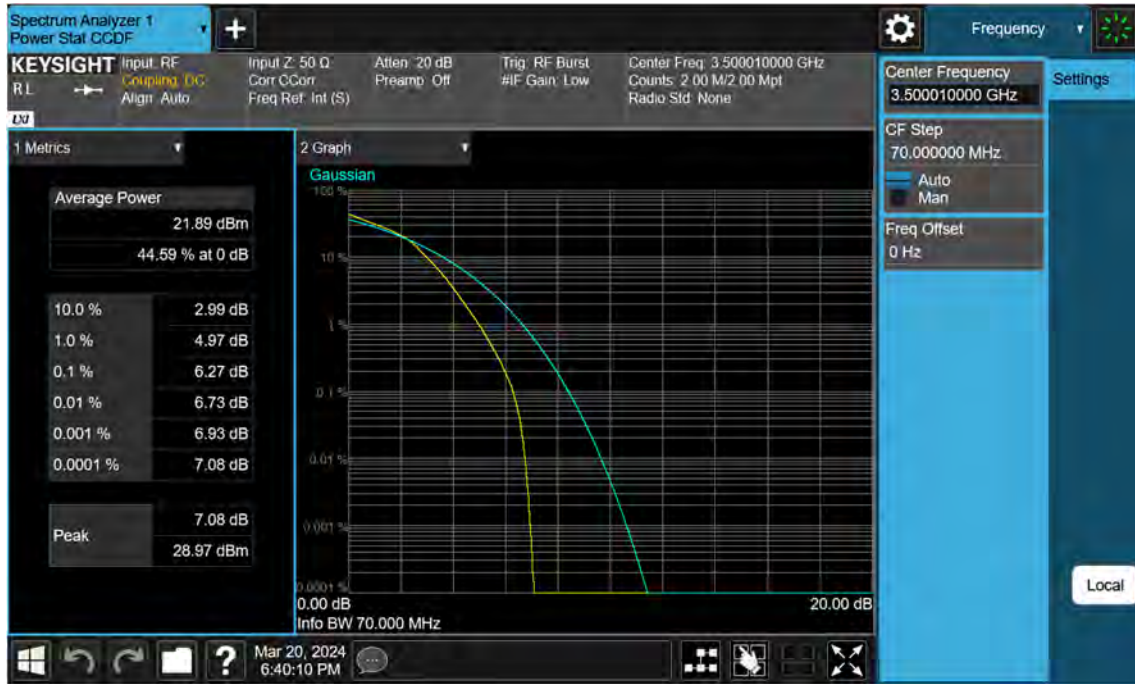 Spectrum Analyzer 1
Power Stat CCDF
+
Frequency
KEYSIGHT
RL
LXI
Input: RF
Coupling: DC
Align: Auto
Input Z: 50 Ω
Corr CCorr
Freq Ref: Int (S)
Atten: 20 dB
Preamp: Off
Trig: RF Burst
#IF Gain: Low
Center Freq: 3.500010000 GHz
Counts: 2.00 M/2.00 Mpt
Radio Std: None
Center Frequency
3.500010000 GHz
Settings
CF Step
70.000000 MHz
Auto
Man
Freq Offset
0 Hz
Local
1 Metrics
Average Power
21.89 dBm
44.59 % at 0 dB
10.0 % 2.99 dB
1.0 % 4.97 dB
0.1 % 6.27 dB
0.01 % 6.73 dB
0.001 % 6.93 dB
0.0001 % 7.08 dB
Peak
7.08 dB
28.97 dBm
2 Graph
Gaussian
100 %
10 %
1 %
0.1 %
0.01 %
0.001 %
0.0001 %
0.00 dB
20.00 dB
Info BW 70.000 MHz
?
Mar 20, 2024
6:40:10 PM